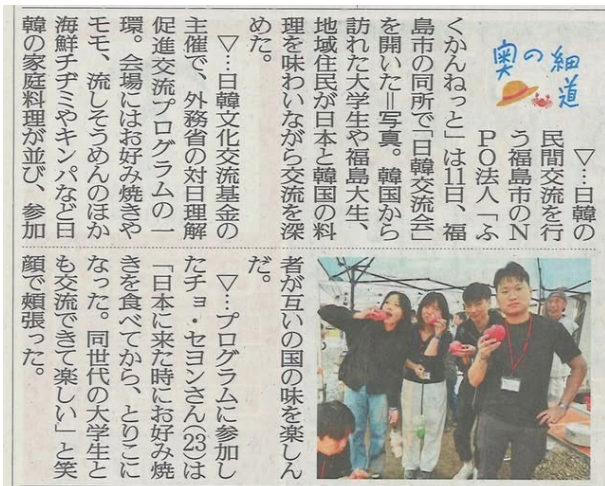 奥の細道
▽…日韓の
民間交流を行
う福島市のN
PO法人「ふ
くかんねっと」は11日、福
島市の同所で「日韓交流会」
を開いた＝写真。韓国から
訪れた大学生や福島大生、
地域住民が日本と韓国の料
理を味わいながら交流を深
めた。
▽…日韓文化交流基金の
主催で、外務省の対日理解
促進交流プログラムの一
環。会場にはお好み焼きや
モモ、流しそうめんのほか
海鮮チヂミやキンパなど日
韓の家庭料理が並び、参加
者が互いの国の味を楽しん
だ。
▽…プログラムに参加し
たチョ・セヨンさん(23)は
「日本に来た時にお好み焼
きを食べてから、とりこに
なった。同世代の大学生と
も交流できて楽しい」と笑
顔で頬張った。